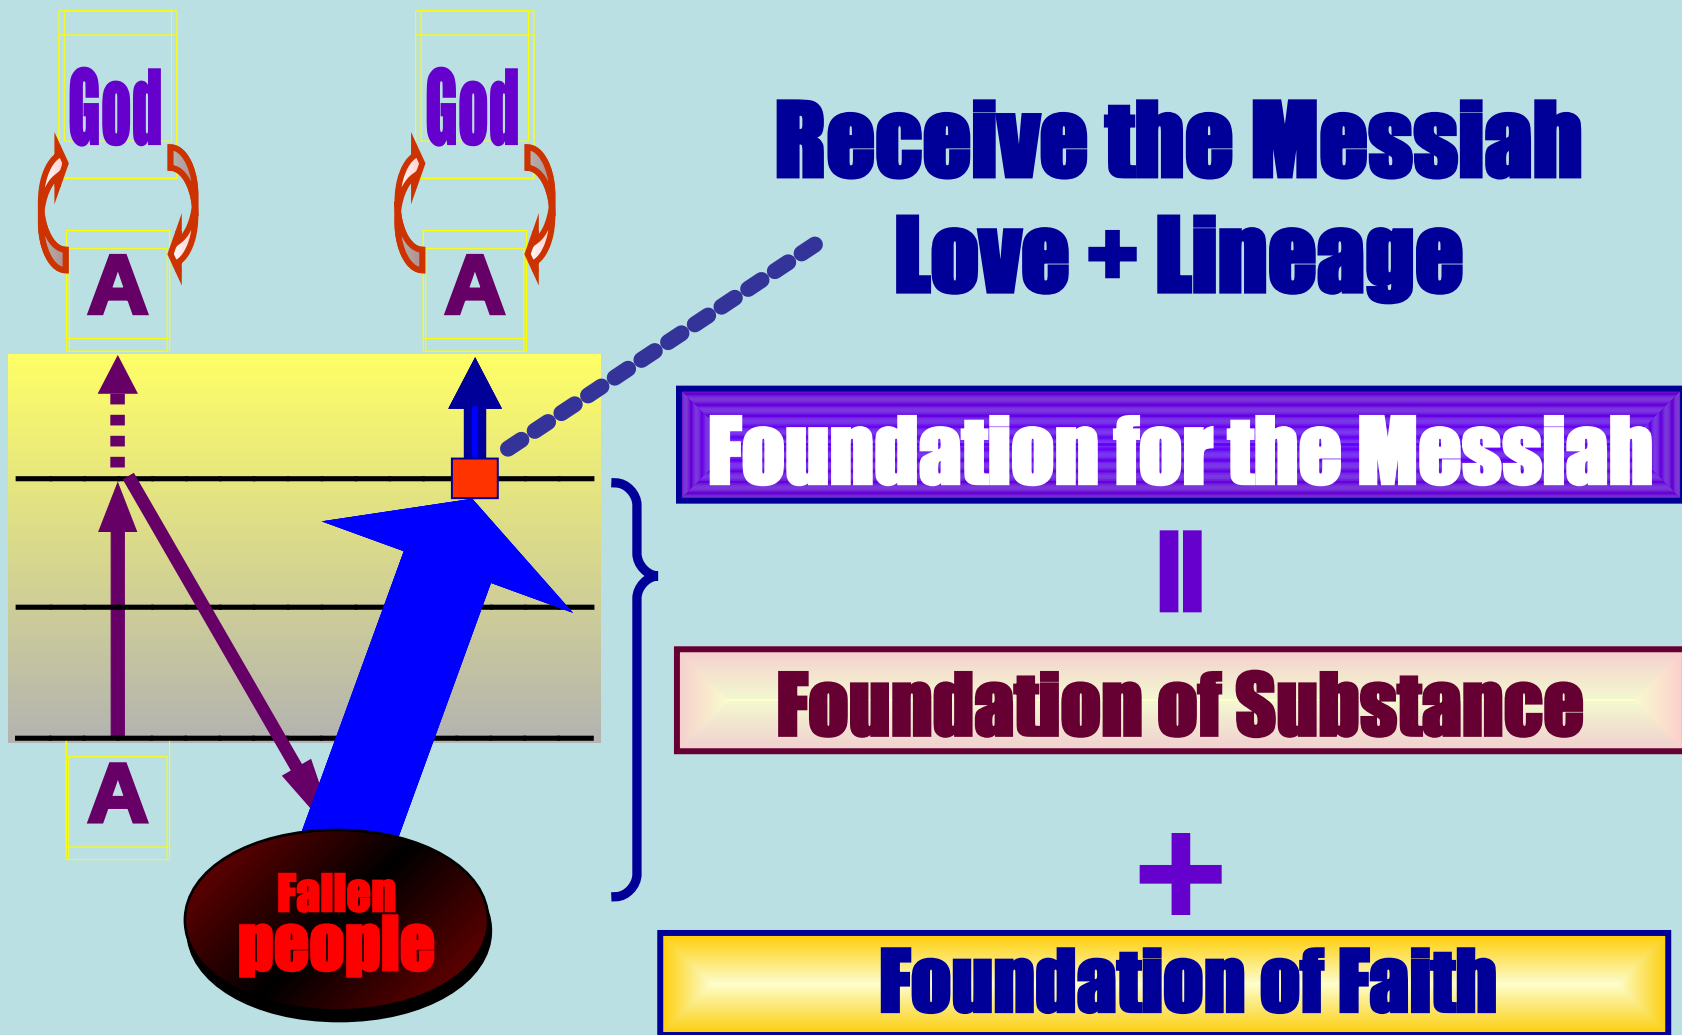 God
God
A
A
Receive the Messiah
Love + Lineage
Foundation for the Messiah
=
Foundation of Substance
+
Foundation of Faith
A
Fallen
people